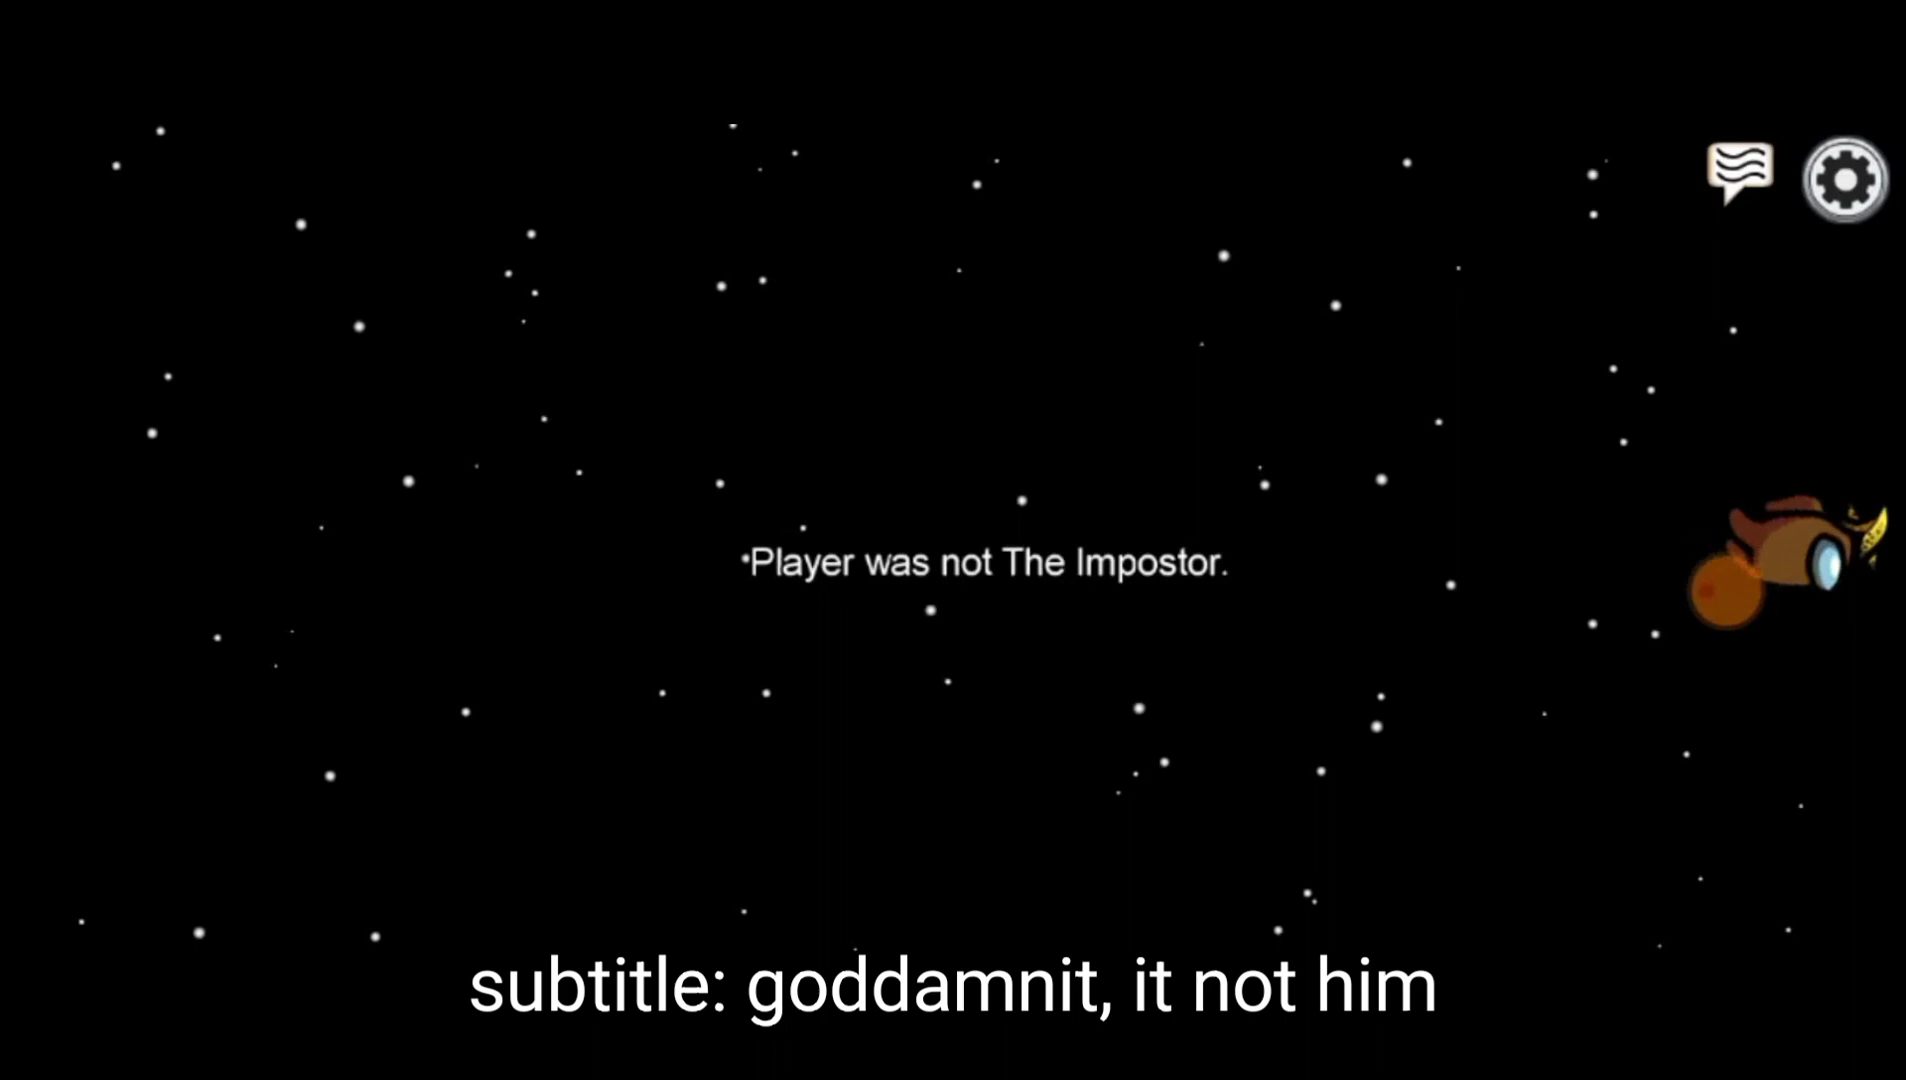 Player was not The Impostor.
subtitle: goddamnit, it not him